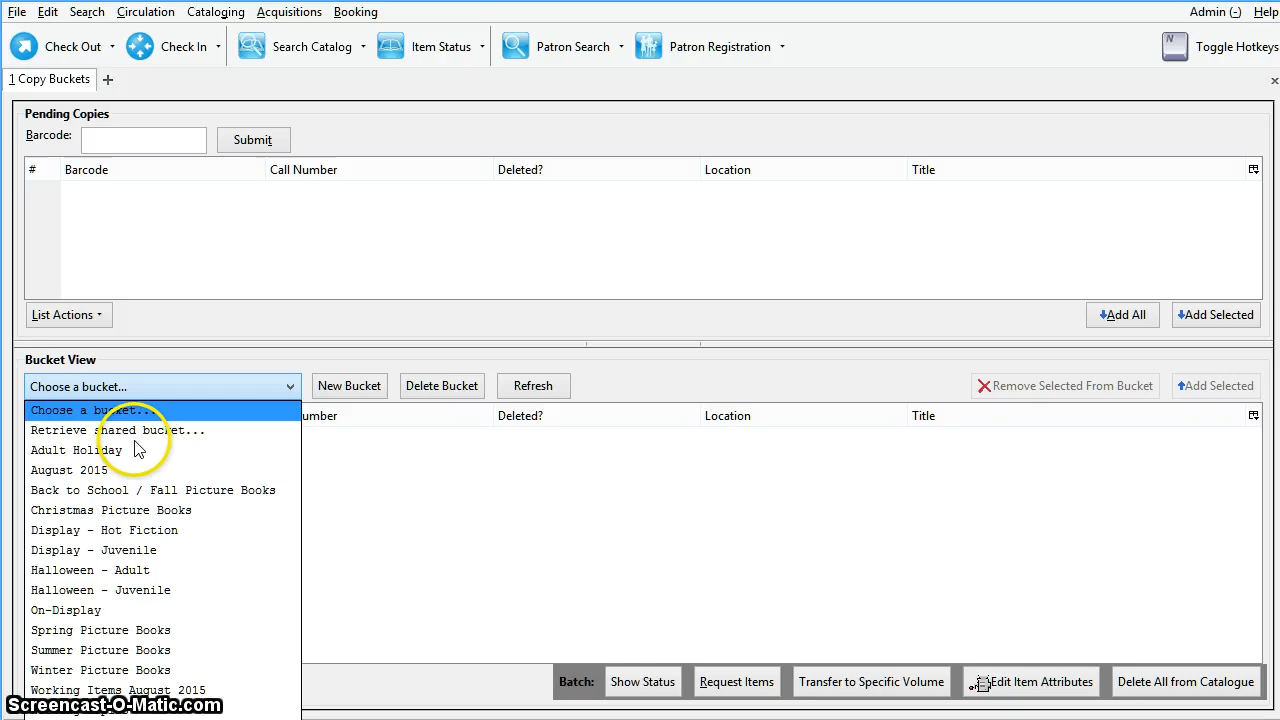 File Edit Search Circulation Cataloging Acquisitions Booking Admin (-) Help
Check Out Check In Search Catalog Item Status Patron Search Patron Registration N Toggle Hotkeys
1 Copy Buckets + ×
Pending Copies
Barcode: Submit
# Barcode Call Number Deleted? Location Title
List Actions Add All Add Selected
Bucket View
Choose a bucket... New Bucket Delete Bucket Refresh Remove Selected From Bucket Add Selected
Choose a bucket... umber Deleted? Location Title
Retrieve shared bucket...
Adult Holiday
August 2015
Back to School / Fall Picture Books
Christmas Picture Books
Display - Hot Fiction
Display - Juvenile
Halloween - Adult
Halloween - Juvenile
On-Display
Spring Picture Books
Summer Picture Books
Winter Picture Books
Batch: Show Status Request Items Transfer to Specific Volume Edit Item Attributes Delete All from Catalogue
Working Items August 2015
Screencast-O-Matic.com